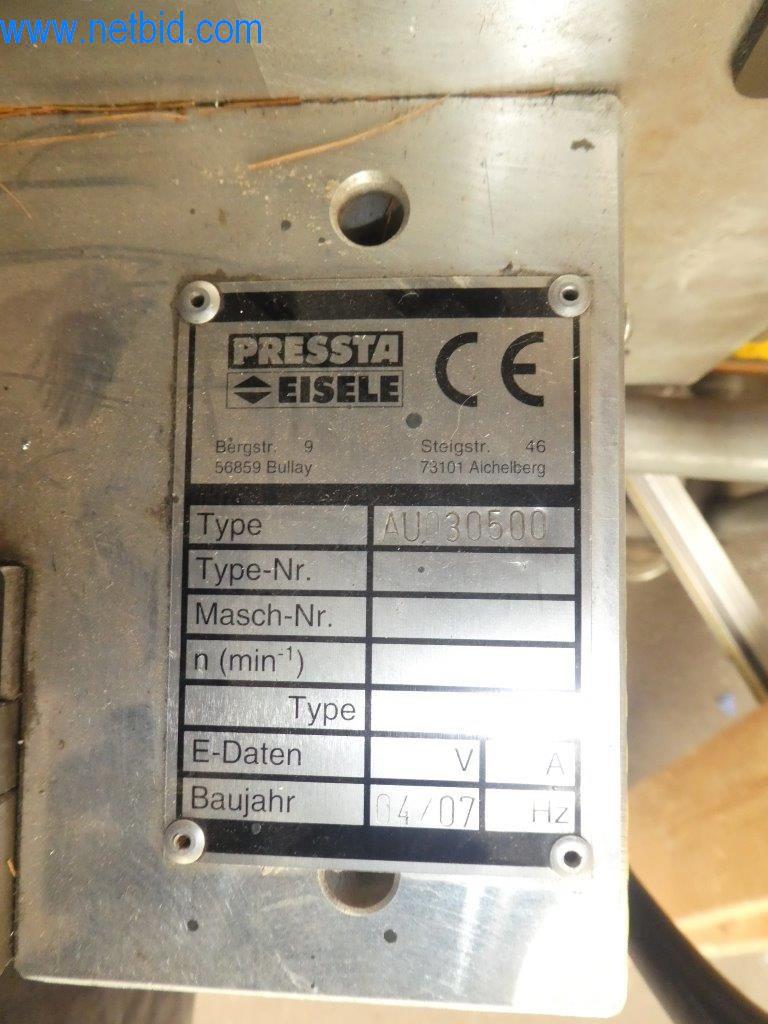 www.netbid.com
PRESSTA
EISELE
CE
Bergstr. 9 Steigstr. 46
56859 Bullay 73101 Aichelberg
Type AU030500
Type-Nr.
Masch-Nr.
n (min⁻¹)
Type
E-Daten V A
Baujahr 04/07 Hz